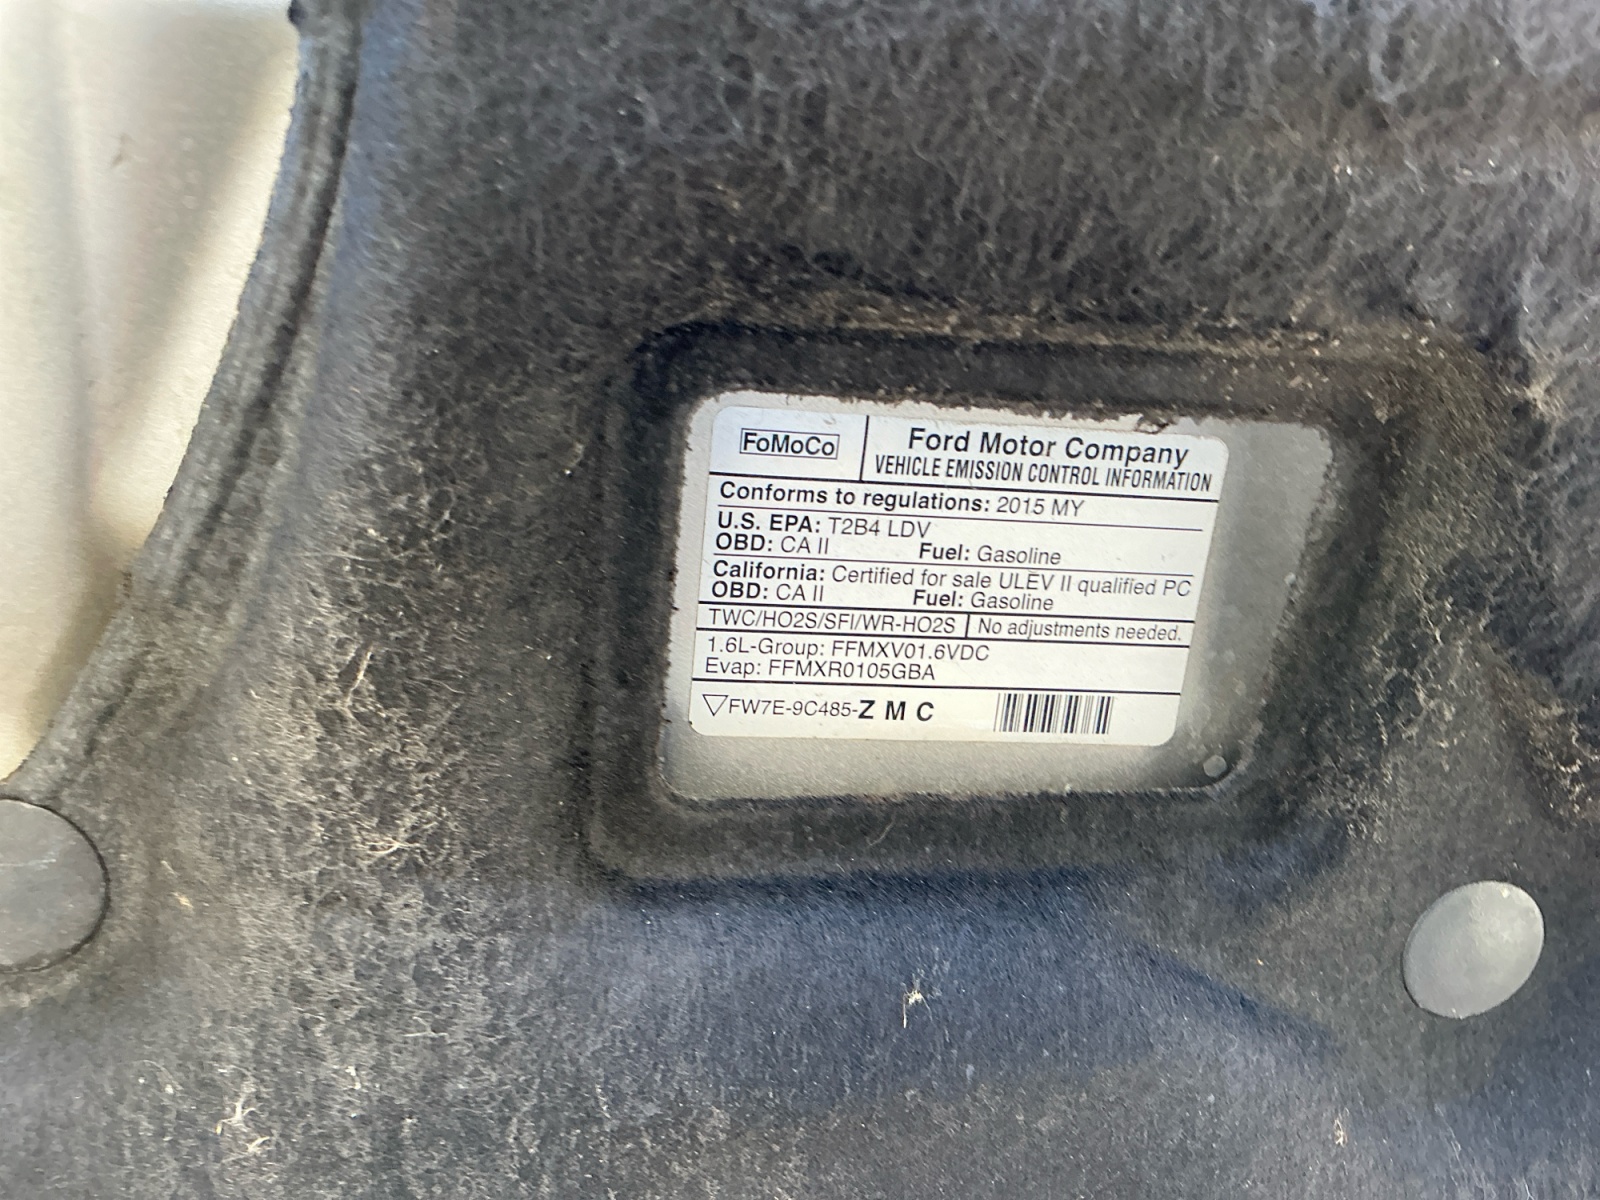 FoMoCo
Ford Motor Company
VEHICLE EMISSION CONTROL INFORMATION
Conforms to regulations: 2015 MY
U.S. EPA: T2B4 LDV
OBD: CA II Fuel: Gasoline
California: Certified for sale ULEV II qualified PC
OBD: CA II Fuel: Gasoline
TWC/HO2S/SFI/WR-HO2S No adjustments needed.
1.6L-Group: FFMXV01.6VDC
Evap: FFMXR0105GBA
FW7E-9C485-Z M C